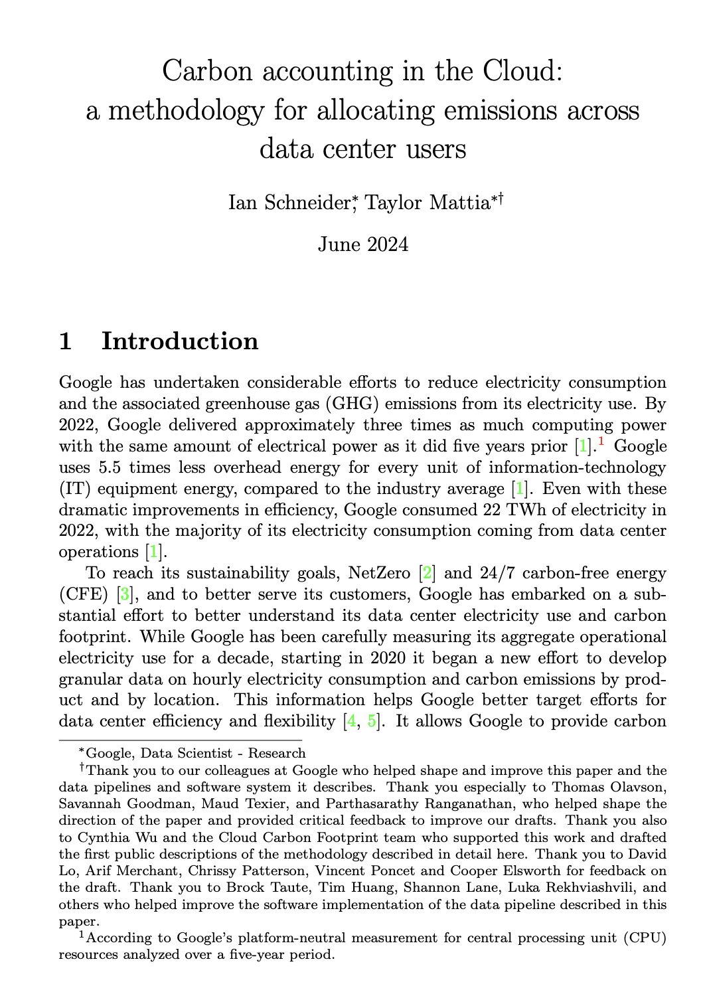 Carbon accounting in the Cloud:
a methodology for allocating emissions across
data center users
Ian Schneider*, Taylor Mattia*†
June 2024
1 Introduction
Google has undertaken considerable efforts to reduce electricity consumption
and the associated greenhouse gas (GHG) emissions from its electricity use. By
2022, Google delivered approximately three times as much computing power
with the same amount of electrical power as it did five years prior [1].1 Google
uses 5.5 times less overhead energy for every unit of information-technology
(IT) equipment energy, compared to the industry average [1]. Even with these
dramatic improvements in efficiency, Google consumed 22 TWh of electricity in
2022, with the majority of its electricity consumption coming from data center
operations [1].
To reach its sustainability goals, NetZero [2] and 24/7 carbon-free energy
(CFE) [3], and to better serve its customers, Google has embarked on a sub-
stantial effort to better understand its data center electricity use and carbon
footprint. While Google has been carefully measuring its aggregate operational
electricity use for a decade, starting in 2020 it began a new effort to develop
granular data on hourly electricity consumption and carbon emissions by prod-
uct and by location. This information helps Google better target efforts for
data center efficiency and flexibility [4, 5]. It allows Google to provide carbon
*Google, Data Scientist - Research
†Thank you to our colleagues at Google who helped shape and improve this paper and the
data pipelines and software system it describes. Thank you especially to Thomas Olavson,
Savannah Goodman, Maud Texier, and Parthasarathy Ranganathan, who helped shape the
direction of the paper and provided critical feedback to improve our drafts. Thank you also
to Cynthia Wu and the Cloud Carbon Footprint team who supported this work and drafted
the first public descriptions of the methodology described in detail here. Thank you to David
Lo, Arif Merchant, Chrissy Patterson, Vincent Poncet and Cooper Elsworth for feedback on
the draft. Thank you to Brock Taute, Tim Huang, Shannon Lane, Luka Rekhviashvili, and
others who helped improve the software implementation of the data pipeline described in this
paper.
1According to Google's platform-neutral measurement for central processing unit (CPU)
resources analyzed over a five-year period.